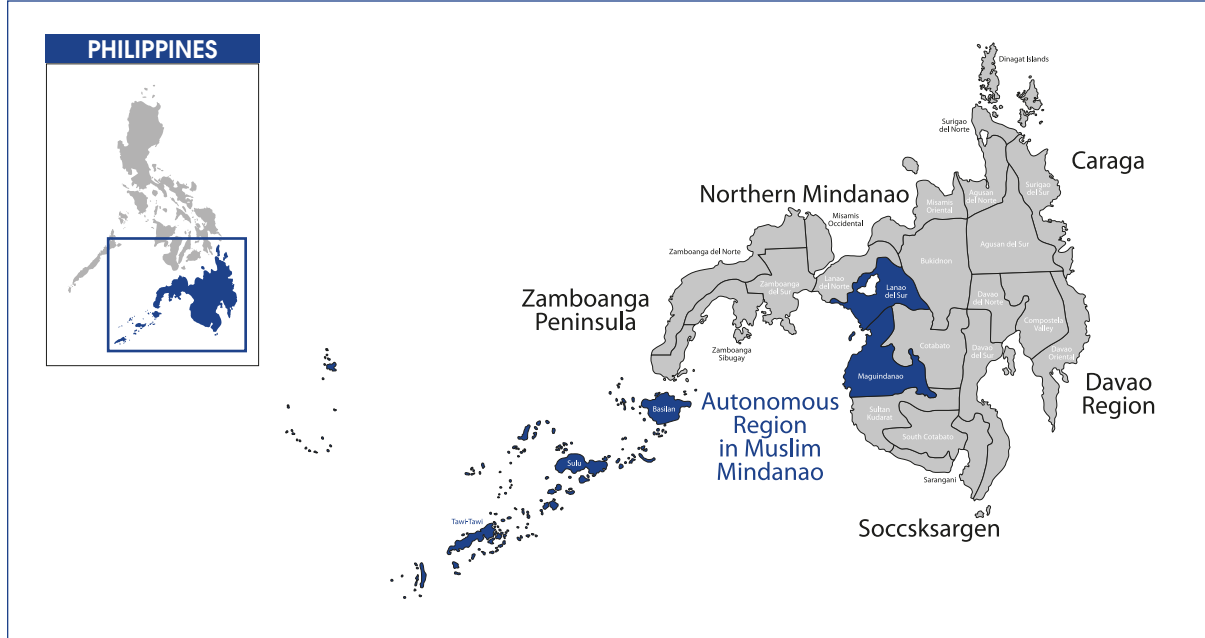 PHILIPPINES
Dinagat Islands
Surigao
del Norte
Caraga
Northern Mindanao
Surigao
del Sur
Agusan
del Norte
Misamis
Oriental
Misamis
Occidental
Zamboanga del Norte
Agusan del Sur
Bukidnon
Lanao
del Norte
Lanao
del Sur
Zamboanga
del Sur
Zamboanga
Peninsula
Davao
del Norte
Compostela
Valley
Zamboanga
Sibugay
Cotabato
Davao
del Sur
Davao
Oriental
Maguindanao
Davao
Region
Basilan
Autonomous
Region
in Muslim
Mindanao
Sultan
Kudarat
South Cotabato
Sulu
Sarangani
Soccsksargen
Tawi-Tawi